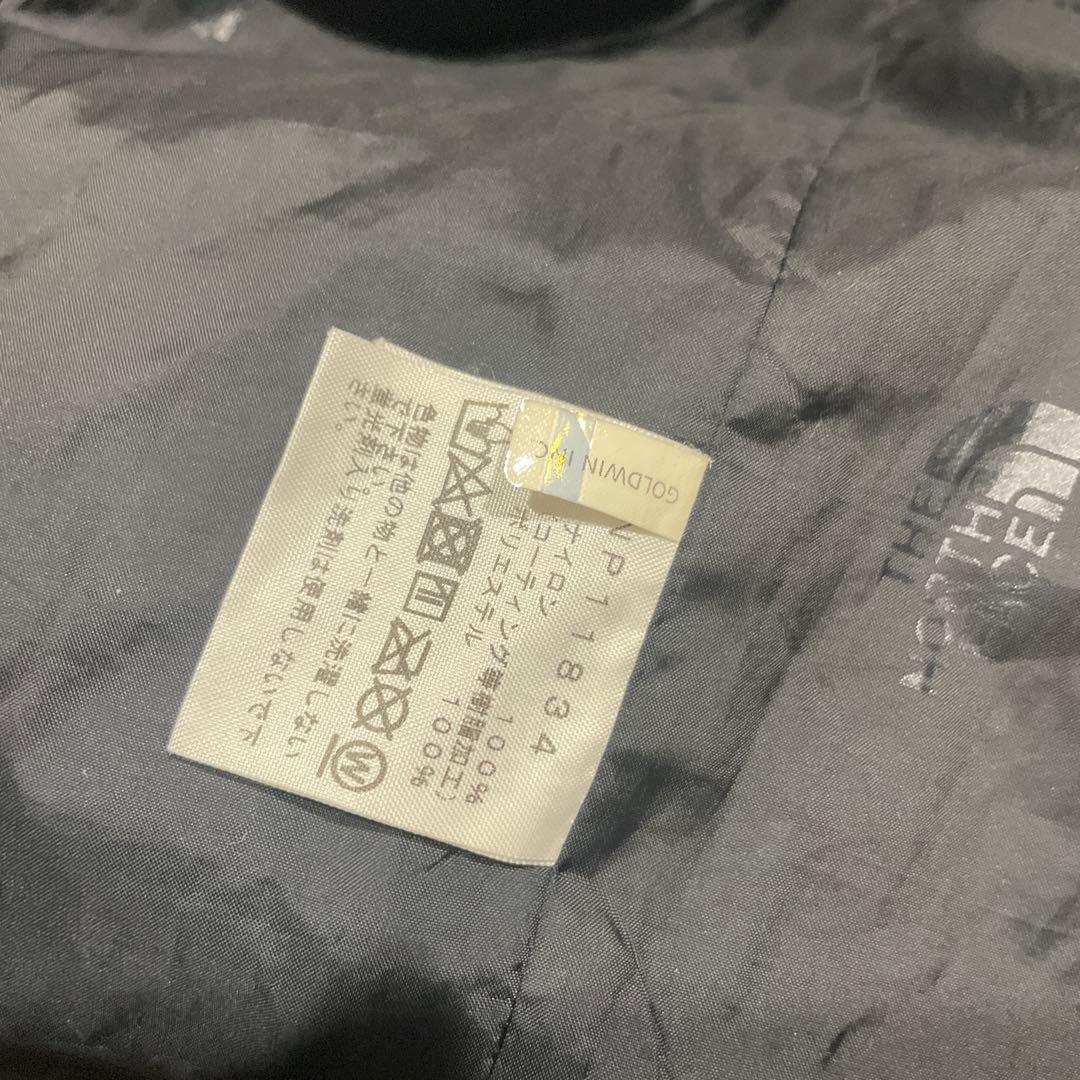 GOLDWIN INC
NP11834
ナイロン 100%
コーティング(樹脂加工)
ポリエステル 100%
色物は他の物と一緒に洗濯しない
で下さい。
漂白剤入り洗剤は使用しないで下
さい。
W
THE
NORTH
FACE